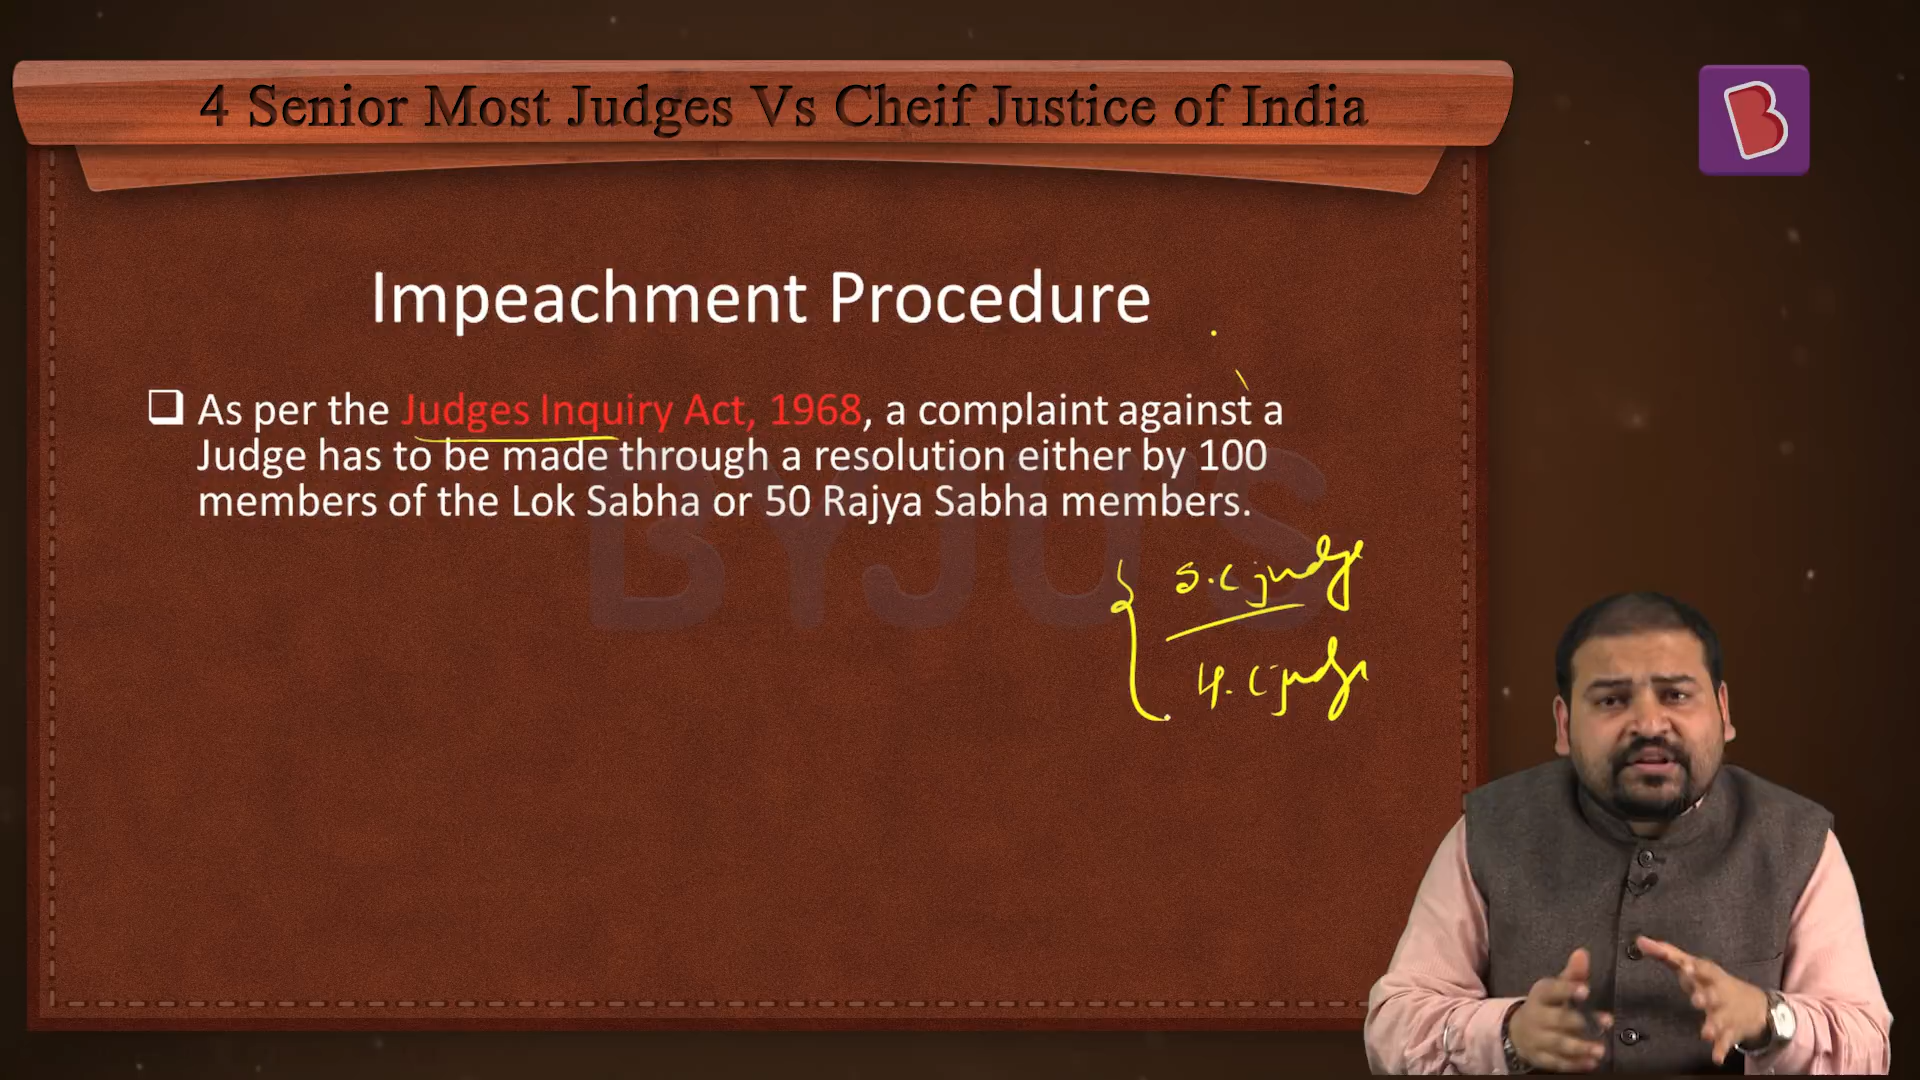 4 Senior Most Judges Vs Cheif Justice of India
B
Impeachment Procedure
❑ As per the Judges Inquiry Act, 1968, a complaint against a
Judge has to be made through a resolution either by 100
members of the Lok Sabha or 50 Rajya Sabha members.
BYJU'S
S.C judge
H.C judge